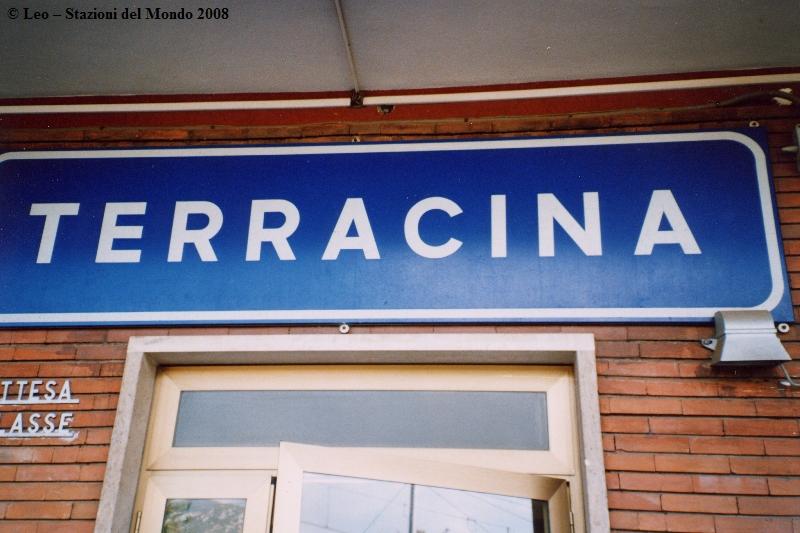 © Leo – Stazioni del Mondo 2008
TERRACINA
TTESA
LASSE